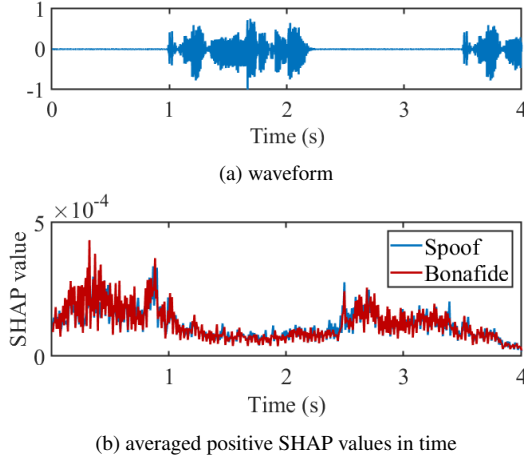 1
0
-1
0 1 2 3 4
Time (s)
(a) waveform
×10-4
5
SHAP value
0
Spoof
Bonafide
1 2 3 4
Time (s)
(b) averaged positive SHAP values in time